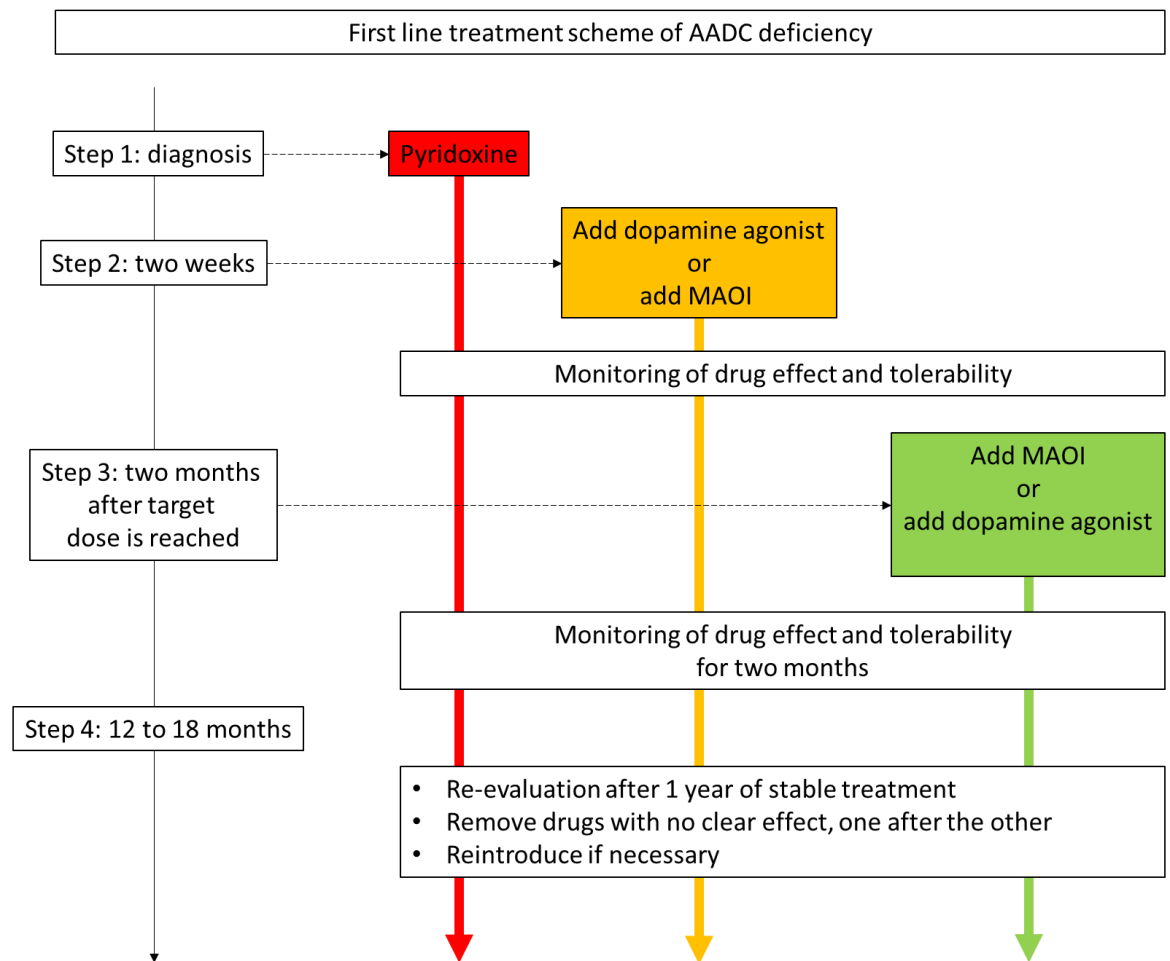 First line treatment scheme of AADC deficiency
Step 1: diagnosis
Pyridoxine
Step 2: two weeks
Add dopamine agonist
or
add MAOI
Monitoring of drug effect and tolerability
Step 3: two months
after target
dose is reached
Add MAOI
or
add dopamine agonist
Monitoring of drug effect and tolerability
for two months
Step 4: 12 to 18 months
• Re-evaluation after 1 year of stable treatment
• Remove drugs with no clear effect, one after the other
• Reintroduce if necessary